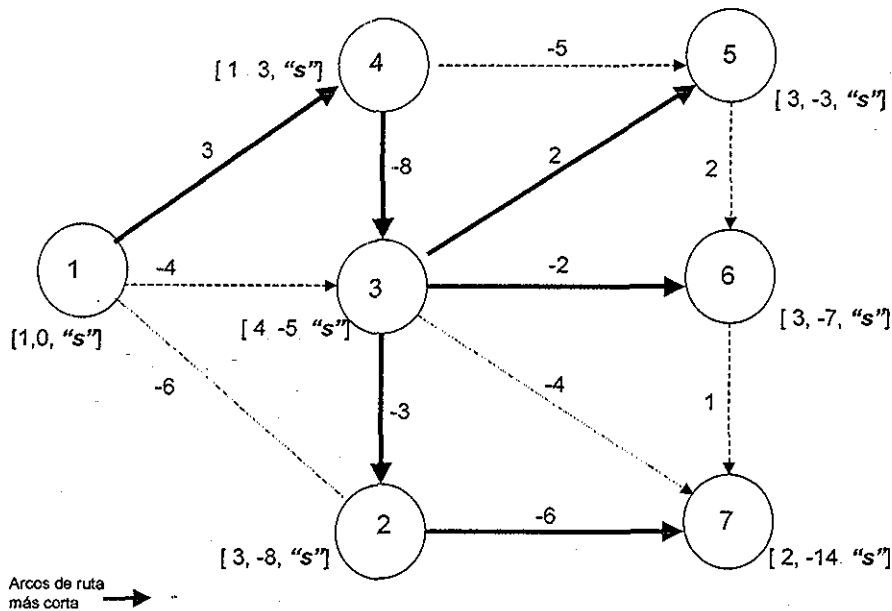 4
-5
5
[ 1 3, "s"]
[ 3, -3, "s"]
3
-8
2
2
1
-4
3
-2
6
[1,0, "s"]
[ 4 -5 "s"]
[ 3, -7, "s"]
-6
-3
-4
1
2
-6
7
[ 3, -8, "s"]
[ 2, -14. "s"]
Arcos de ruta
más corta